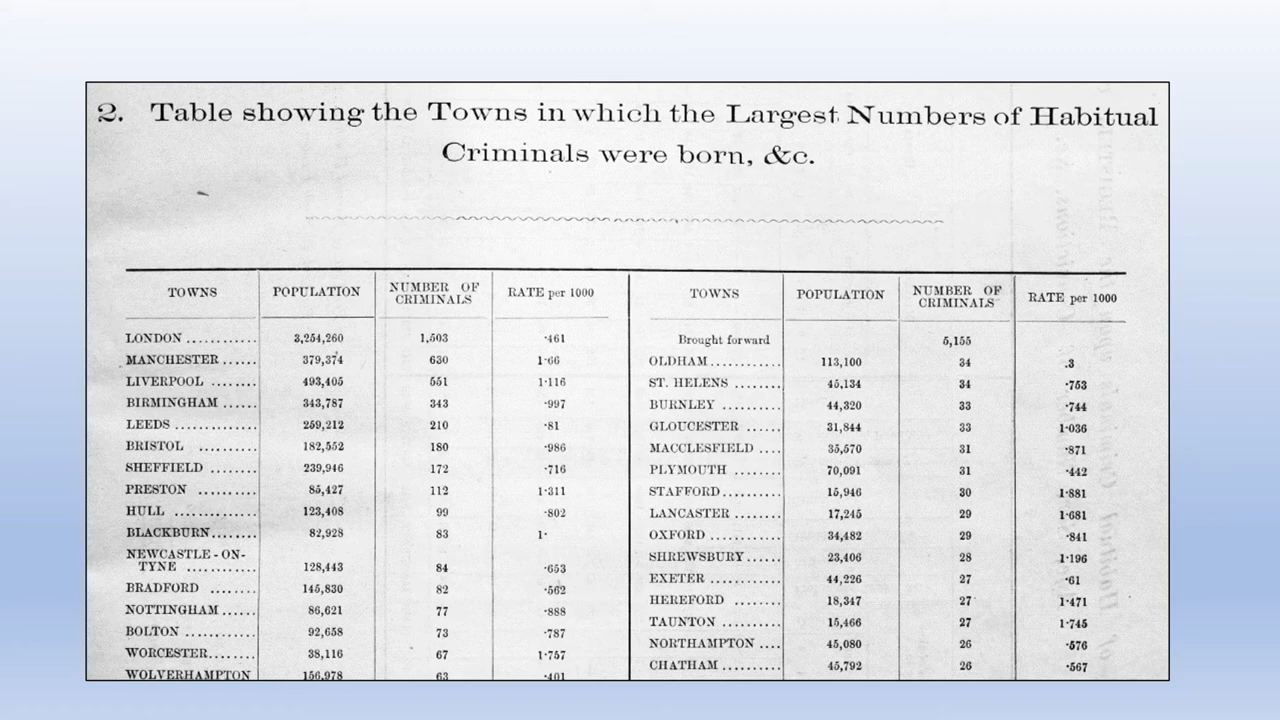 2. Table showing the Towns in which the Largest Numbers of Habitual
Criminals were born, &c.
TOWNS POPULATION NUMBER OF CRIMINALS RATE per 1000
LONDON ........... 3,254,260 1,503 ·461
MANCHESTER ...... 379,374 630 1·66
LIVERPOOL ........ 493,405 551 1·116
BIRMINGHAM ...... 343,787 343 ·997
LEEDS ............. 259,212 210 ·81
BRISTOL .......... 182,552 180 ·986
SHEFFIELD ........ 239,946 172 ·716
PRESTON .......... 85,427 112 1·311
HULL ............. 123,408 99 ·802
BLACKBURN........ 82,928 83 1·
NEWCASTLE-ON-
TYNE ........... 128,443 84 ·653
BRADFORD ........ 145,830 82 ·562
NOTTINGHAM ...... 86,621 77 ·888
BOLTON ........... 92,658 73 ·787
WORCESTER........ 38,116 67 1·757
WOLVERHAMPTON 156,978 63 ·401
TOWNS POPULATION NUMBER OF CRIMINALS RATE per 1000
Brought forward 5,155
OLDHAM............ 113,100 34 .3
ST. HELENS ........ 45,134 34 ·753
BURNLEY .......... 44,320 33 ·744
GLOUCESTER ...... 31,844 33 1·036
MACCLESFIELD .... 35,570 31 ·871
PLYMOUTH ........ 70,091 31 ·442
STAFFORD.......... 15,946 30 1·881
LANCASTER ........ 17,245 29 1·681
OXFORD ........... 34,482 29 ·841
SHREWSBURY...... 23,406 28 1·196
EXETER ............ 44,226 27 ·61
HEREFORD ........ 18,347 27 1·471
TAUNTON .......... 15,466 27 1·745
NORTHAMPTON .... 45,080 26 ·576
CHATHAM .......... 45,792 26 ·567